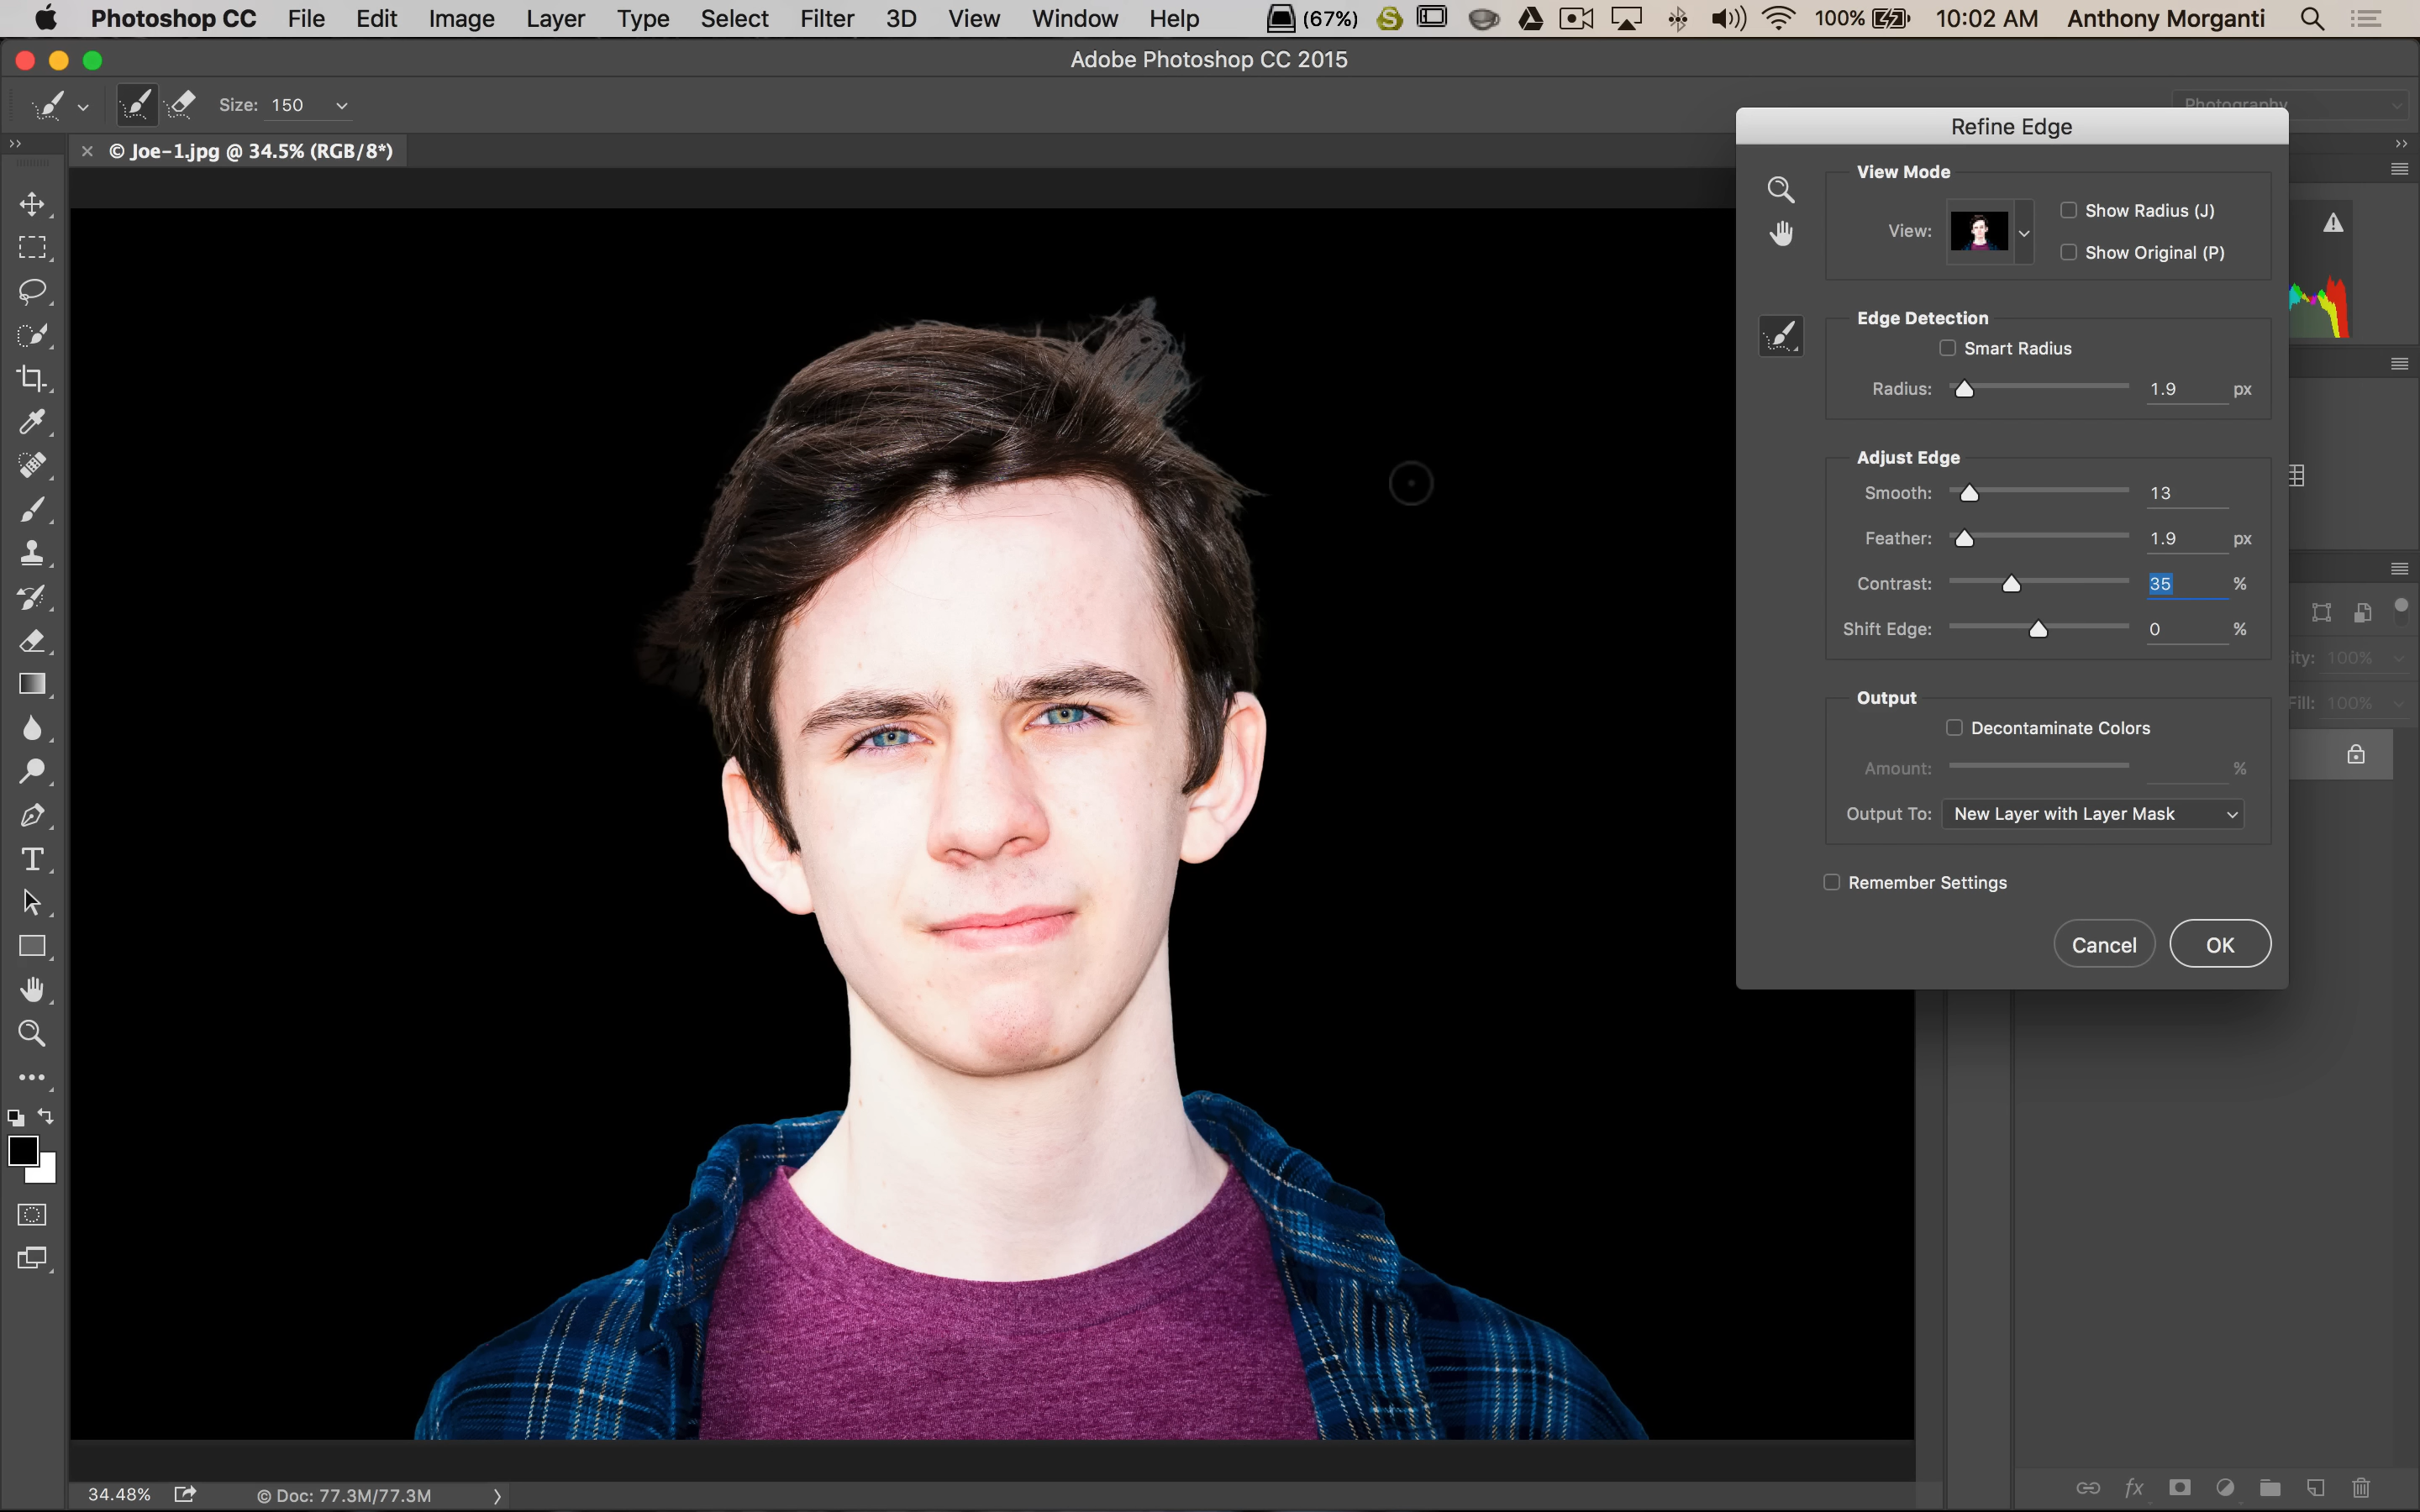 Photoshop CC File Edit Image Layer Type Select Filter 3D View Window Help (67%) 100% 10:02 AM Anthony Morganti
Adobe Photoshop CC 2015
Size: 150
Photography
© Joe-1.jpg @ 34.5% (RGB/8*)
Refine Edge
View Mode
View:
Show Radius (J)
Show Original (P)
Edge Detection
Smart Radius
Radius: 1.9 px
Adjust Edge
Smooth: 13
Feather: 1.9 px
Contrast: 35 %
Shift Edge: 0 %
ity: 100%
Output
Fill: 100%
Decontaminate Colors
Amount: %
Output To: New Layer with Layer Mask
Remember Settings
Cancel OK
34.48% © Doc: 77.3M/77.3M
fx